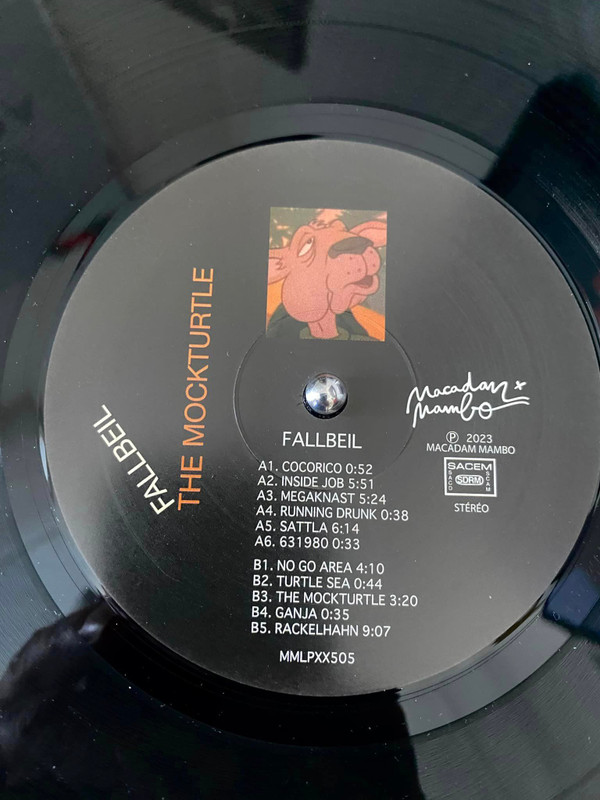 FALLBEIL
THE MOCKTURTLE
Macadam
Mambo
FALLBEIL
A1. COCORICO 0:52
A2. INSIDE JOB 5:51
A3. MEGAKNAST 5:24
A4. RUNNING DRUNK 0:38
A5. SATTLA 6:14
A6. 631980 0:33
B1. NO GO AREA 4:10
B2. TURTLE SEA 0:44
B3. THE MOCKTURTLE 3:20
B4. GANJA 0:35
B5. RACKELHAHN 9:07
MMLPXX505
Ⓟ 2023
MACADAM MAMBO
SACEM
SACD SDRM SCAM
STÉRÉO